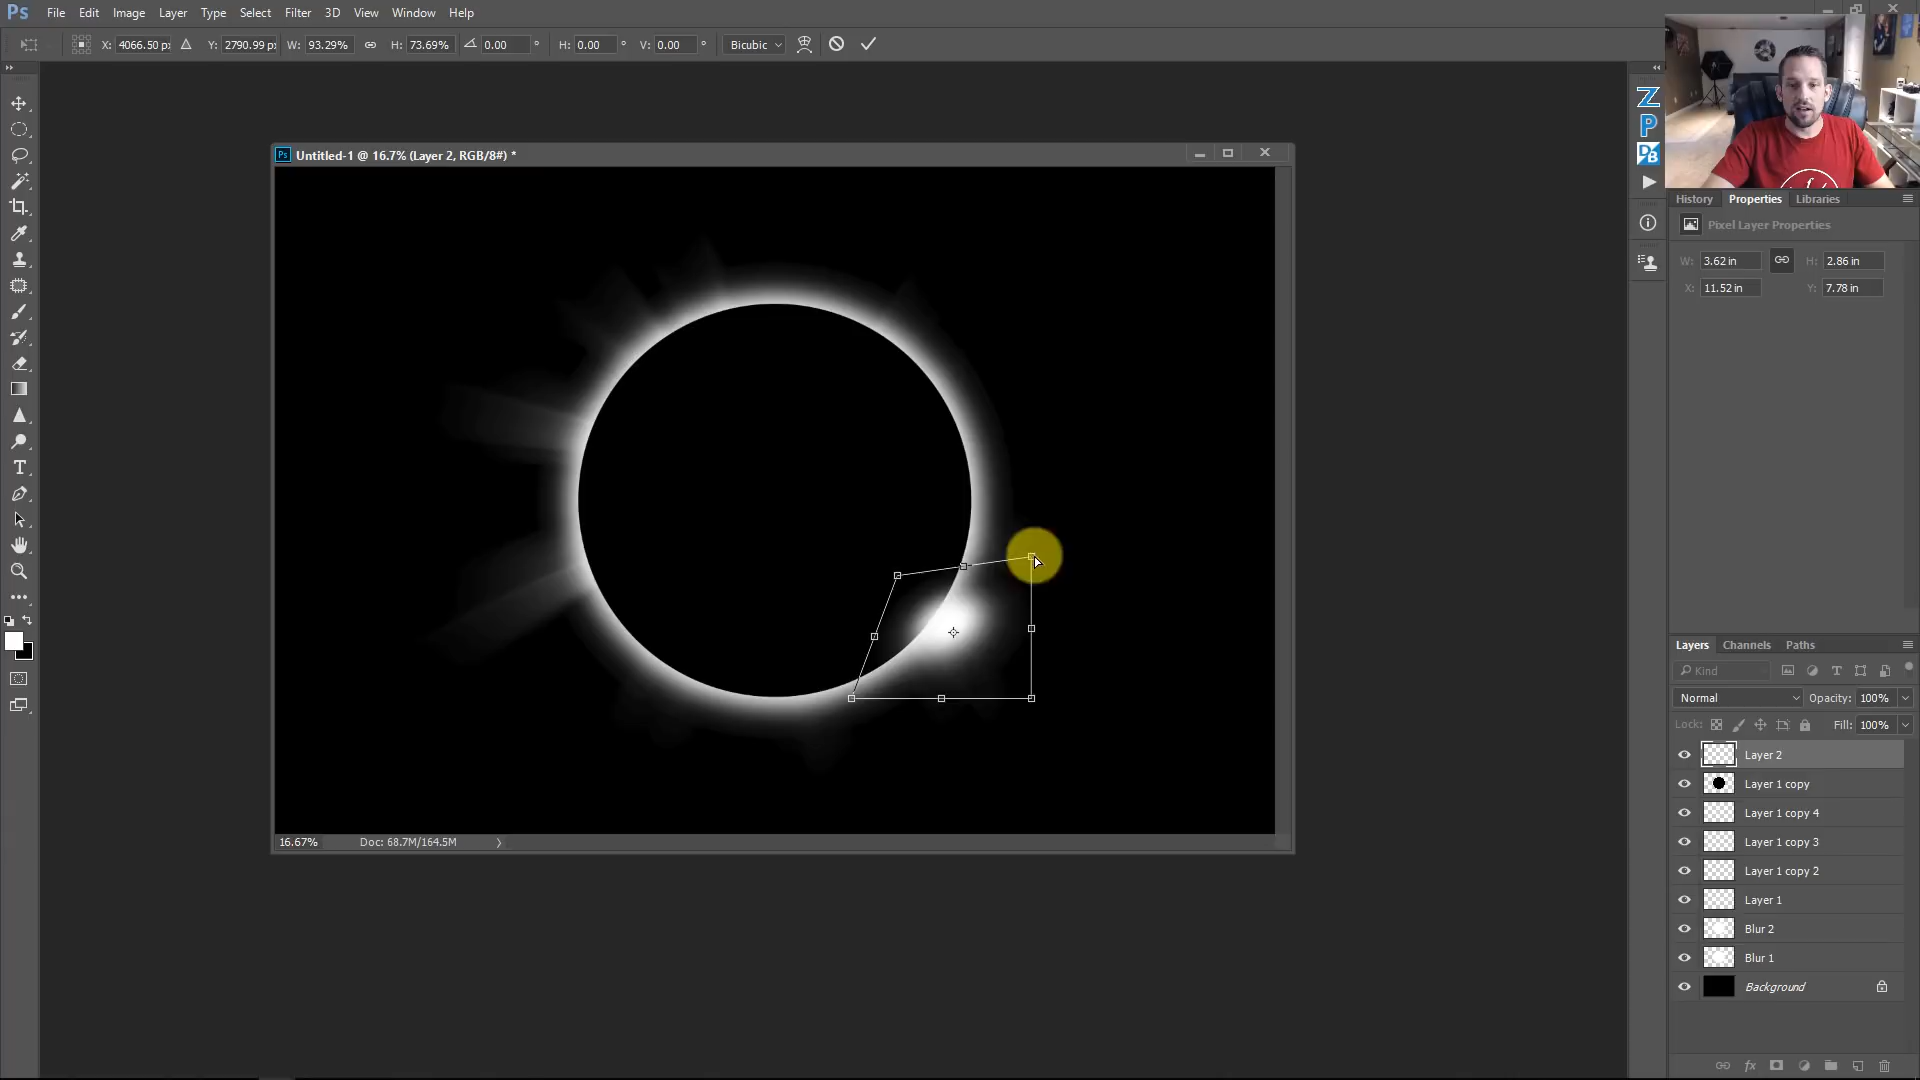 Ps File Edit Image Layer Type Select Filter 3D View Window Help
X: 4066.50 px Y: 2790.99 px W: 93.29% H: 73.69% 0.00 ° H: 0.00 ° V: 0.00 ° Bicubic
Ps Untitled-1 @ 16.7% (Layer 2, RGB/8#) *
Z
P
DB
History Properties Libraries
Pixel Layer Properties
W: 3.62 in H: 2.86 in
X: 11.52 in Y: 7.78 in
16.67% Doc: 68.7M/164.5M
Layers Channels Paths
Kind
Normal Opacity: 100%
Lock: Fill: 100%
Layer 2
Layer 1 copy
Layer 1 copy 4
Layer 1 copy 3
Layer 1 copy 2
Layer 1
Blur 2
Blur 1
Background